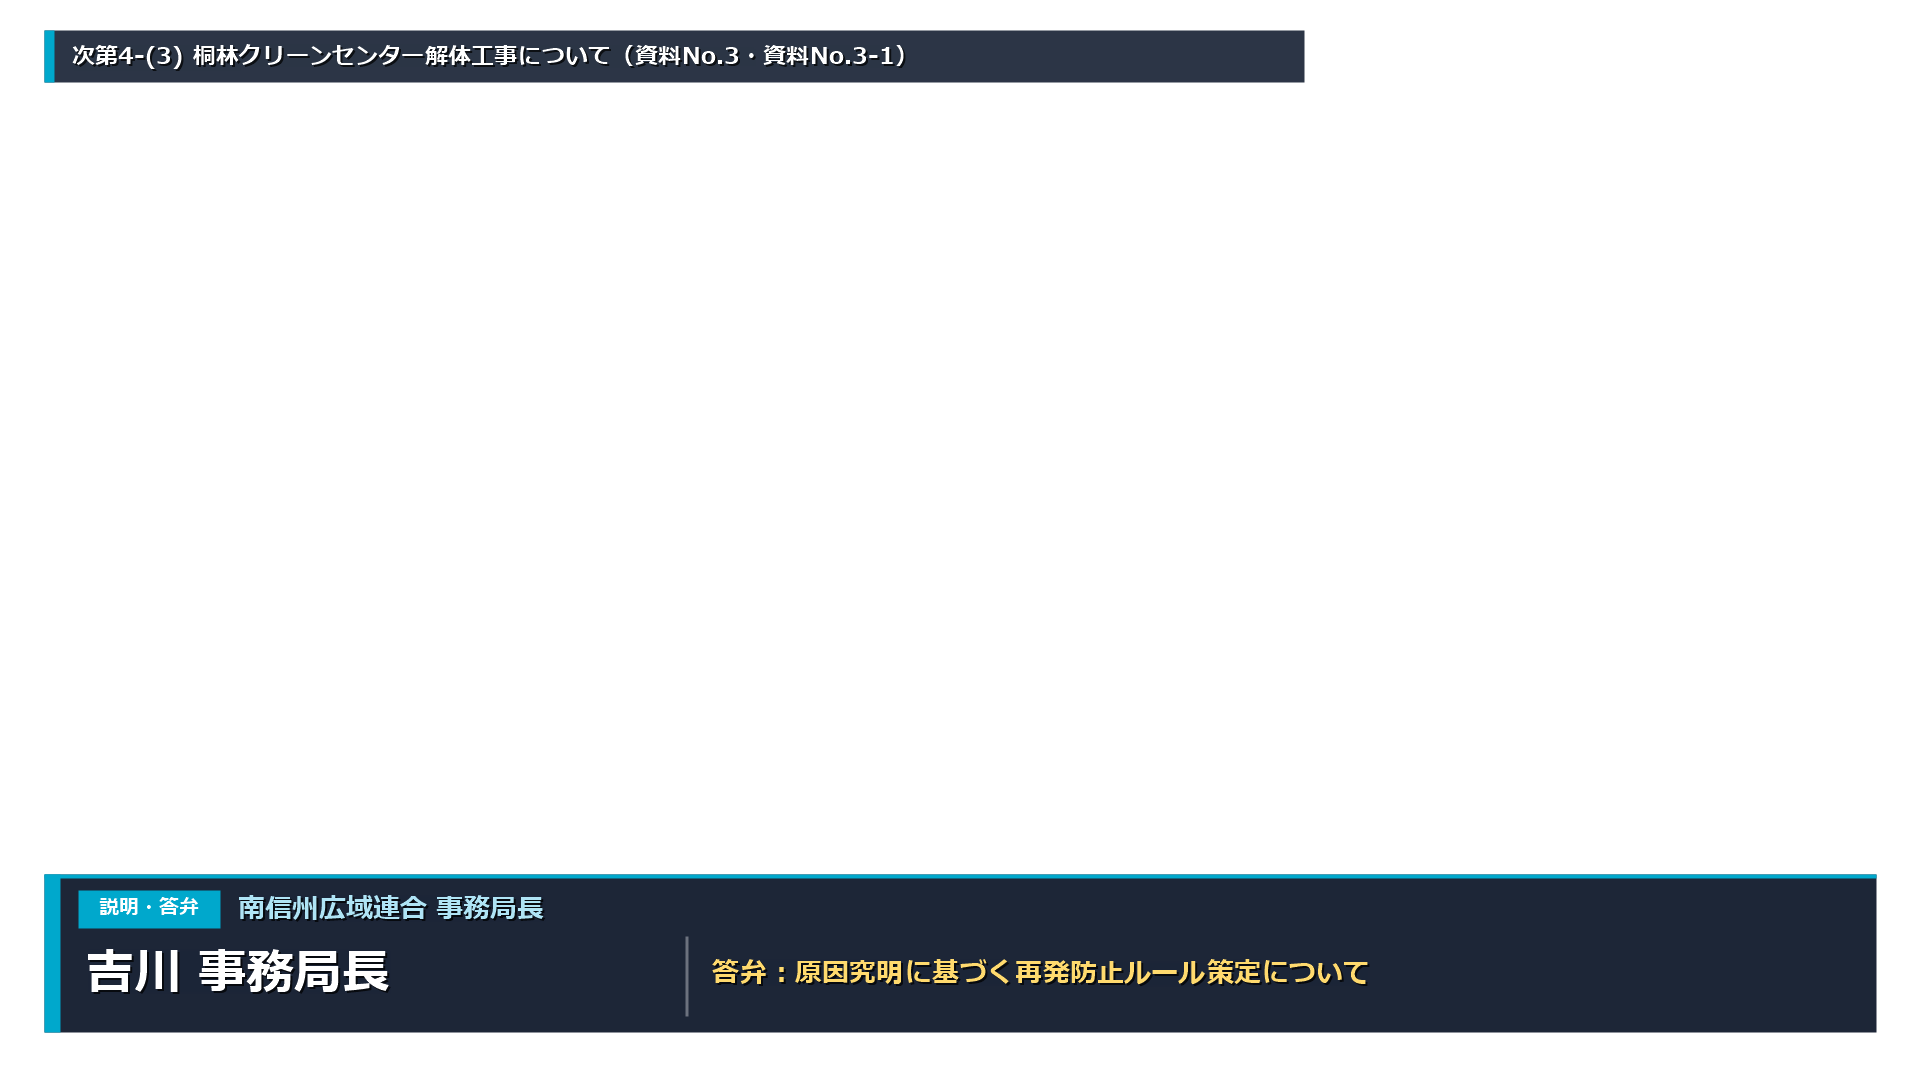 次第4-(3) 桐林クリーンセンター解体工事について（資料No.3・資料No.3-1）
説明・答弁 南信州広域連合 事務局長
吉川 事務局長
答弁：原因究明に基づく再発防止ルール策定について